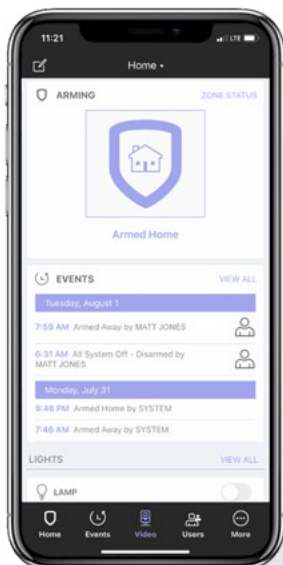 11:21
LTE
Home
ARMING ZONE STATUS
Armed Home
EVENTS VIEW ALL
Tuesday, August 1
7:59 AM Armed Away by MATT JONES
6:31 AM All System Off - Disarmed by
MATT JONES
Monday, July 31
9:48 PM Armed Home by SYSTEM
7:46 AM Armed Away by SYSTEM
LIGHTS VIEW ALL
LAMP
Home Events Video Users More